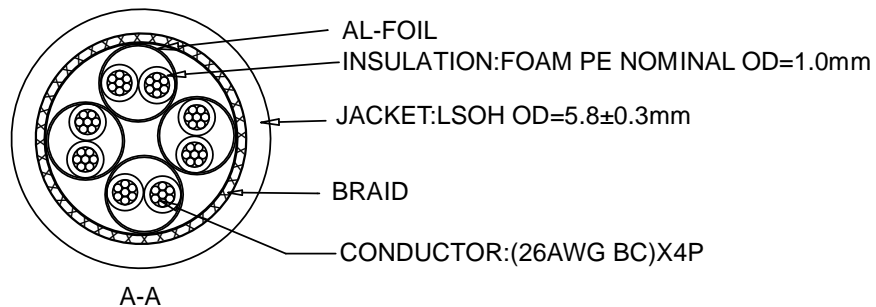 AL-FOIL
INSULATION:FOAM PE NOMINAL OD=1.0mm
JACKET:LSOH OD=5.8±0.3mm
BRAID
CONDUCTOR:(26AWG BC)X4P
A-A